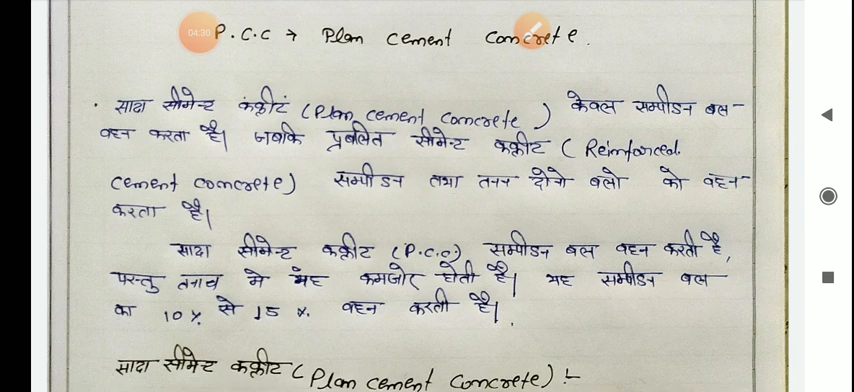 04:30
P.C.C → Plan cement concrete.
• सादा सीमेन्ट कंक्रीट (Plan cement concrete) केवल सम्पीडन बल
वहन करता है। जबकि प्रबलित सीमेन्ट कंक्रीट (Reinforced
cement concrete) सम्पीडन तथा तनन दोनो बलो को वहन
करता है।
सादा सीमेन्ट कंक्रीट (P.C.C) सम्पीडन बल वहन करती है,
परन्तु तनाव मे यह कमजोर होती है। यह सम्पीडन बल
का 10% से 15%. वहन करती है।
सादा सीमेन्ट कंक्रीट (Plan cement concrete) :-